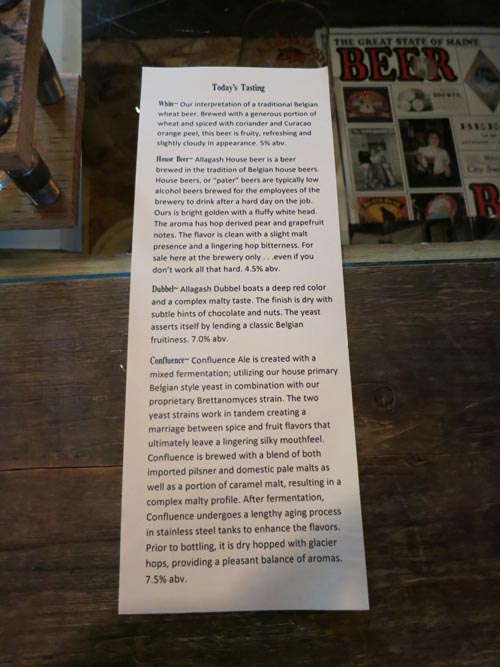 Today's Tasting
White~ Our interpretation of a traditional Belgian
wheat beer. Brewed with a generous portion of
wheat and spiced with coriander and Curacao
orange peel, this beer is fruity, refreshing and
slightly cloudy in appearance. 5% abv.
House Beer~ Allagash House beer is a beer
brewed in the tradition of Belgian house beers.
House beers, or "pater" beers are typically low
alcohol beers brewed for the employees of the
brewery to drink after a hard day on the job.
Ours is bright golden with a fluffy white head.
The aroma has hop derived pear and grapefruit
notes. The flavor is clean with a slight malt
presence and a lingering hop bitterness. For
sale here at the brewery only . . .even if you
don't work all that hard. 4.5% abv.
Dubbel~ Allagash Dubbel boats a deep red color
and a complex malty taste. The finish is dry with
subtle hints of chocolate and nuts. The yeast
asserts itself by lending a classic Belgian
fruitiness. 7.0% abv.
Confluence~ Confluence Ale is created with a
mixed fermentation; utilizing our house primary
Belgian style yeast in combination with our
proprietary Brettanomyces strain. The two
yeast strains work in tandem creating a
marriage between spice and fruit flavors that
ultimately leave a lingering silky mouthfeel.
Confluence is brewed with a blend of both
imported pilsner and domestic pale malts as
well as a portion of caramel malt, resulting in a
complex malty profile. After fermentation,
Confluence undergoes a lengthy aging process
in stainless steel tanks to enhance the flavors.
Prior to bottling, it is dry hopped with glacier
hops, providing a pleasant balance of aromas.
7.5% abv.
THE GREAT STATE OF MAINE
BEER